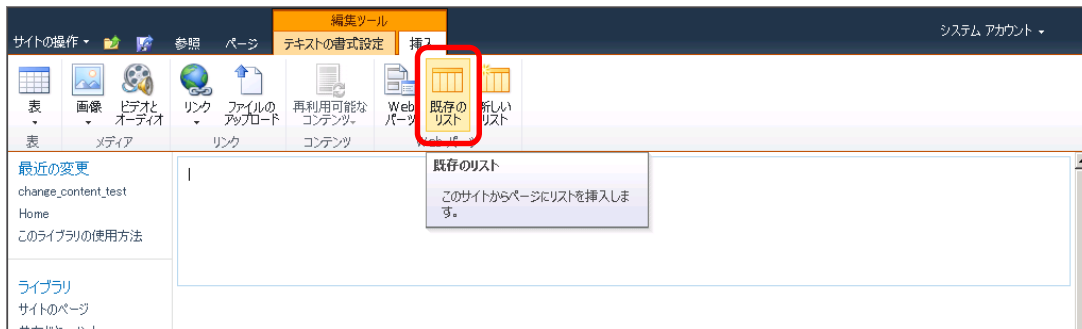 編集ツール
サイトの操作 参照 ページ テキストの書式設定 挿入 システム アカウント
表 画像 ビデオと オーディオ リンク ファイルの アップロード 再利用可能な コンテンツ Web パーツ 既存の リスト 新しい リスト
表 メディア リンク コンテンツ Web パーツ
最近の変更
change_content_test
Home
このライブラリの使用方法
ライブラリ
サイトのページ
既存のリスト
このサイトからページにリストを挿入しま
す。